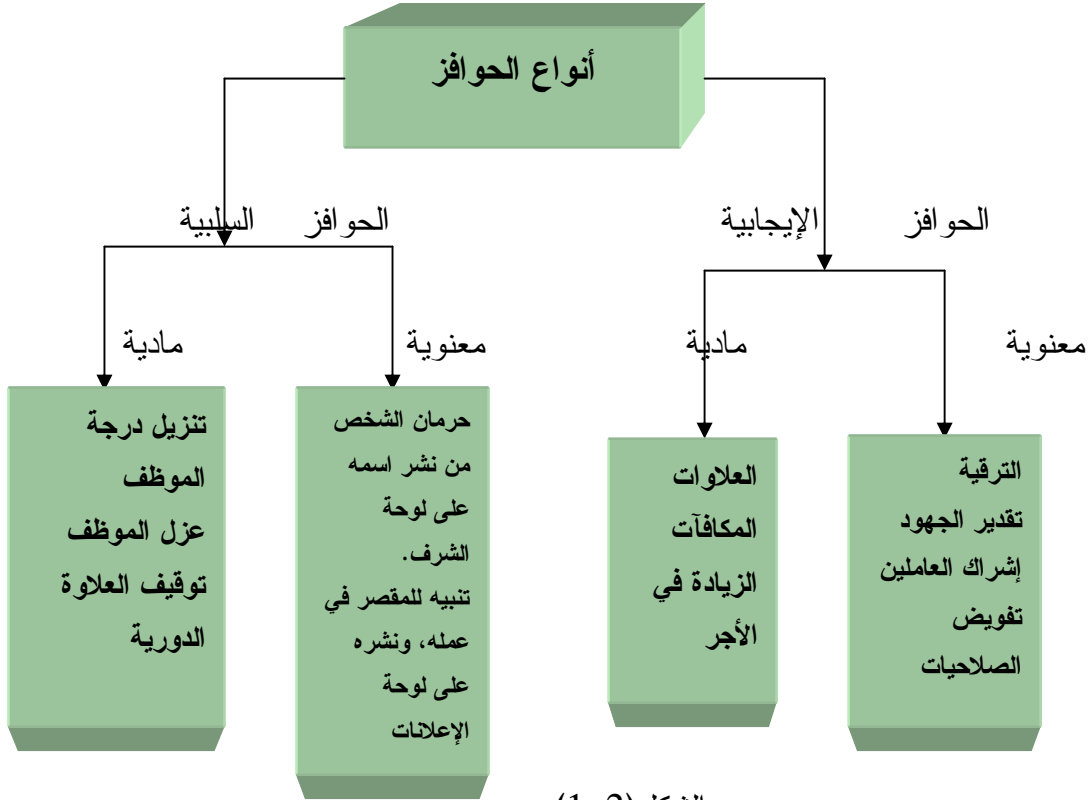 أنواع الحوافز
الحوافز الإيجابية
الحوافز السلبية
معنوية
مادية
معنوية
مادية
الترقية
تقدير الجهود
إشراك العاملين
تفويض
الصلاحيات
العلاوات
المكافآت
الزيادة في
الأجر
حرمان الشخص
من نشر اسمه
على لوحة
الشرف.
تنبيه للمقصر في
عمله، ونشره
على لوحة
الإعلانات
تنزيل درجة
الموظف
عزل الموظف
توقيف العلاوة
الدورية